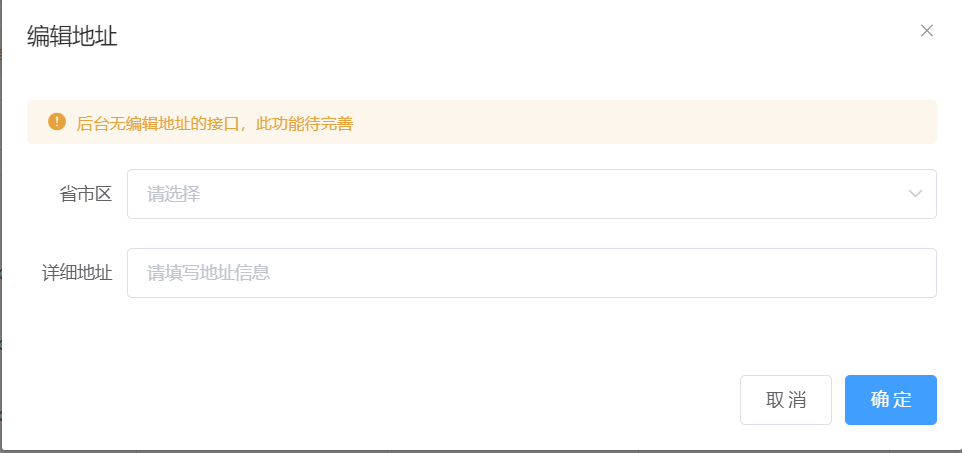 编辑地址
后台无编辑地址的接口，此功能待完善
省市区 请选择
详细地址 请填写地址信息
取消 确定